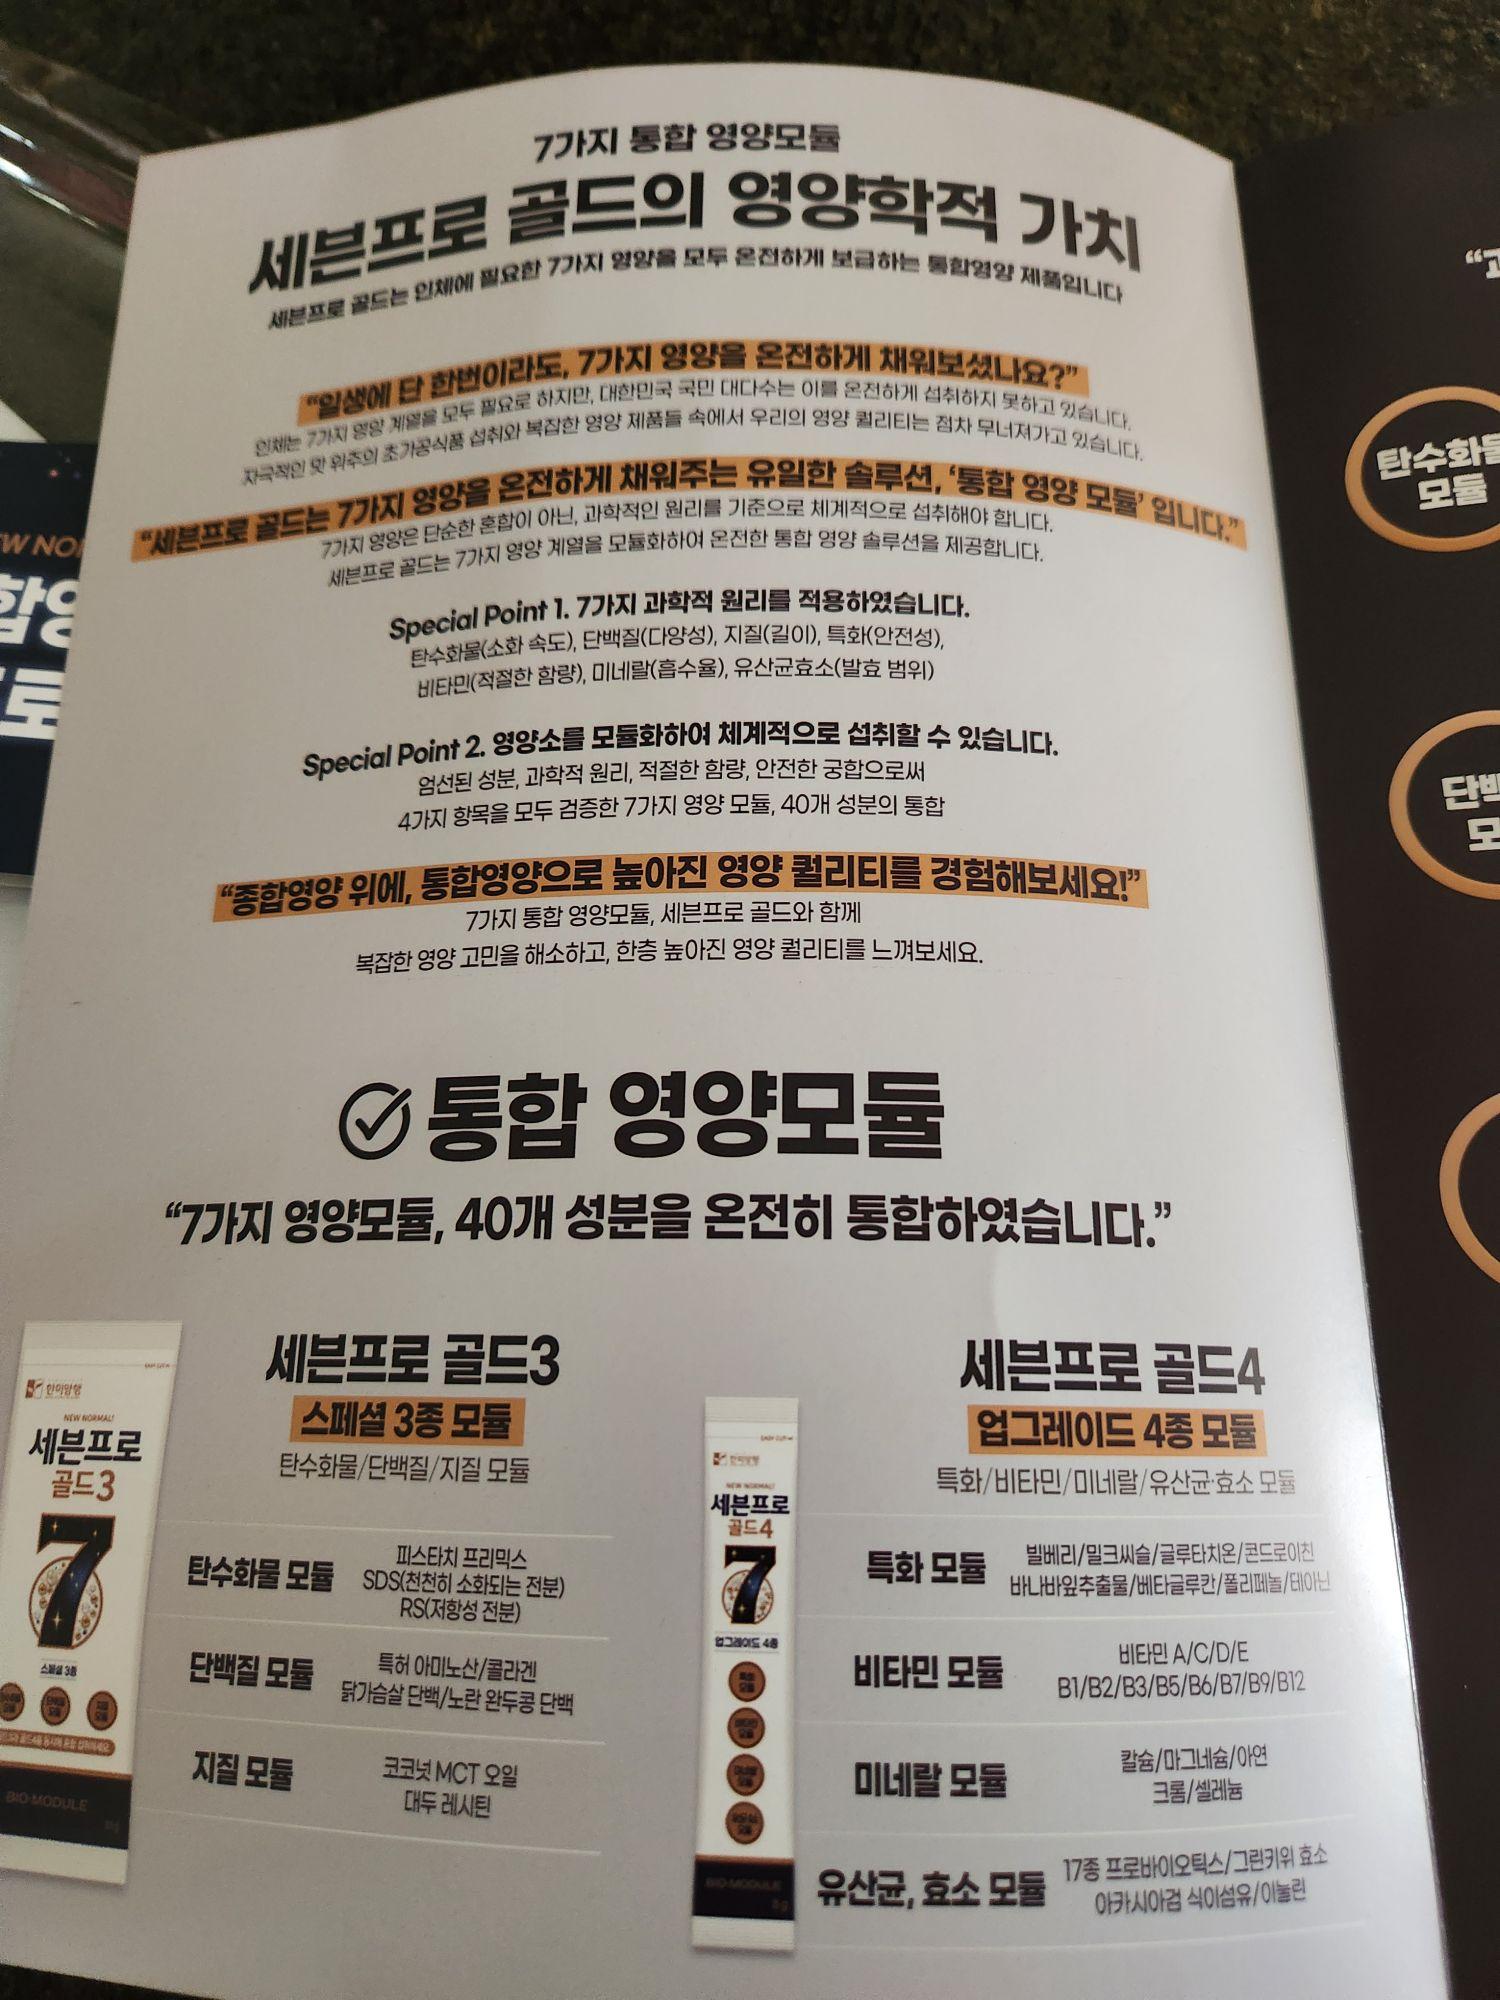 7가지 통합 영양모듈
세븐프로 골드의 영양학적 가치
세븐프로 골드는 인체에 필요한 7가지 영양을 모두 온전하게 보급하는 통합영양 제품입니다
“일생에 단 한번이라도, 7가지 영양을 온전하게 채워보셨나요?”
인체는 7가지 영양 계열을 모두 필요로 하지만, 대한민국 국민 대다수는 이를 온전하게 섭취하지 못하고 있습니다.
자극적인 맛 위주의 초가공식품 섭취와 복잡한 영양 제품들 속에서 우리의 영양 퀄리티는 점차 무너져가고 있습니다.
“세븐프로 골드는 7가지 영양을 온전하게 채워주는 유일한 솔루션, ‘통합 영양 모듈’ 입니다.”
7가지 영양은 단순한 혼합이 아닌, 과학적인 원리를 기준으로 체계적으로 섭취해야 합니다.
세븐프로 골드는 7가지 영양 계열을 모듈화하여 온전한 통합 영양 솔루션을 제공합니다.
Special Point 1. 7가지 과학적 원리를 적용하였습니다.
탄수화물(소화 속도), 단백질(다양성), 지질(길이), 특화(안전성),
비타민(적절한 함량), 미네랄(흡수율), 유산균효소(발효 범위)
Special Point 2. 영양소를 모듈화하여 체계적으로 섭취할 수 있습니다.
엄선된 성분, 과학적 원리, 적절한 함량, 안전한 궁합으로써
4가지 항목을 모두 검증한 7가지 영양 모듈, 40개 성분의 통합
“종합영양 위에, 통합영양으로 높아진 영양 퀄리티를 경험해보세요!”
7가지 통합 영양모듈, 세븐프로 골드와 함께
복잡한 영양 고민을 해소하고, 한층 높아진 영양 퀄리티를 느껴보세요.
통합 영양모듈
“7가지 영양모듈, 40개 성분을 온전히 통합하였습니다.”
세븐프로 골드3
스페셜 3종 모듈
탄수화물/단백질/지질 모듈
탄수화물 모듈
피스타치 프리믹스
SDS(천천히 소화되는 전분)
RS(저항성 전분)
단백질 모듈
특허 아미노산/콜라겐
닭가슴살 단백/노란 완두콩 단백
지질 모듈
코코넛 MCT 오일
대두 레시틴
세븐프로 골드4
업그레이드 4종 모듈
특화/비타민/미네랄/유산균·효소 모듈
특화 모듈
빌베리/밀크씨슬/글루타치온/콘드로이친
바나바잎추출물/베타글루칸/폴리페놀/테아닌
비타민 모듈
비타민 A/C/D/E
B1/B2/B3/B5/B6/B7/B9/B12
미네랄 모듈
칼슘/마그네슘/아연
크롬/셀레늄
유산균, 효소 모듈
17종 프로바이오틱스/그린키위 효소
아카시아검 식이섬유/이눌린
한미양행
NEW NORMAL!
세븐프로
골드3
7
스페셜 3종
BIO-MODULE
EASY CUT
한미양행
NEW NORMAL!
세븐프로
골드4
7
업그레이드 4종
BIO-MODULE
탄수화물
모듈
단백
모